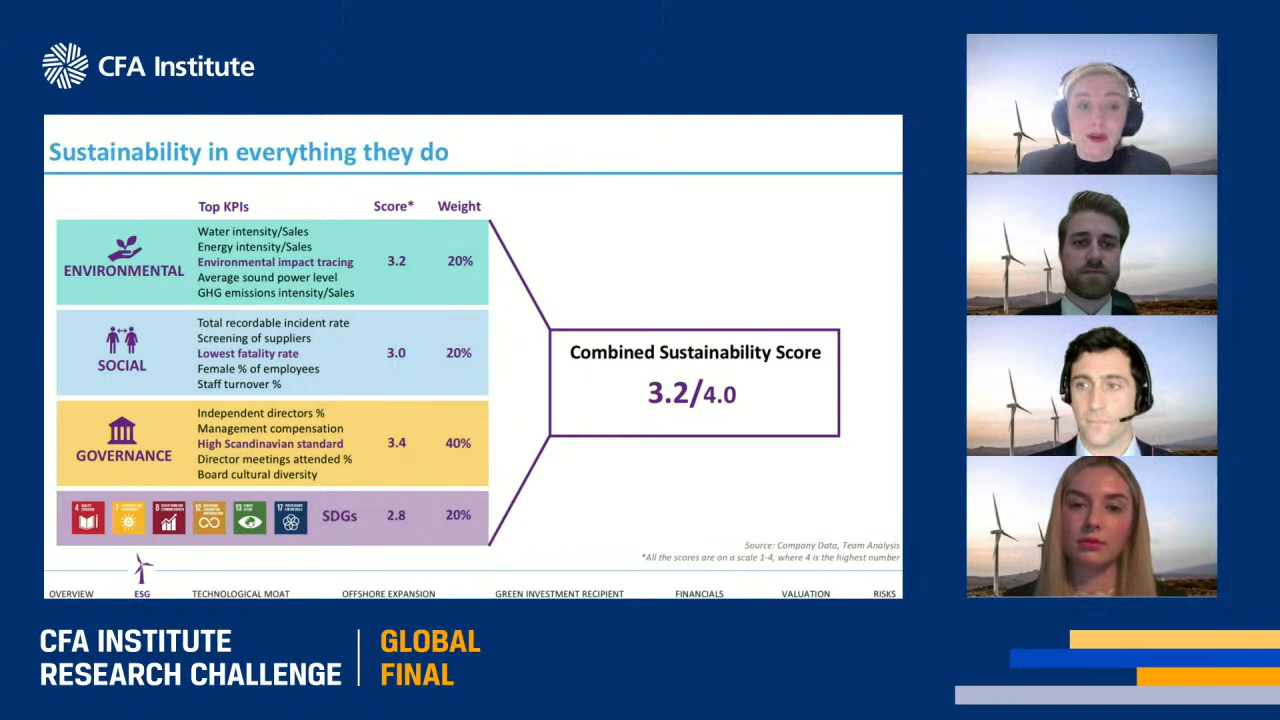 CFA Institute
Sustainability in everything they do
Top KPIs
Score*
Weight
ENVIRONMENTAL
Water intensity/Sales
Energy intensity/Sales
Environmental impact tracing
Average sound power level
GHG emissions intensity/Sales
3.2
20%
SOCIAL
Total recordable incident rate
Screening of suppliers
Lowest fatality rate
Female % of employees
Staff turnover %
3.0
20%
GOVERNANCE
Independent directors %
Management compensation
High Scandinavian standard
Director meetings attended %
Board cultural diversity
3.4
40%
4
7
8
12
13
17
SDGs
2.8
20%
Combined Sustainability Score
3.2/4.0
Source: Company Data, Team Analysis
*All the scores are on a scale 1-4, where 4 is the highest number
OVERVIEW
ESG
TECHNOLOGICAL MOAT
OFFSHORE EXPANSION
GREEN INVESTMENT RECIPIENT
FINANCIALS
VALUATION
RISKS
CFA INSTITUTE
RESEARCH CHALLENGE
GLOBAL
FINAL